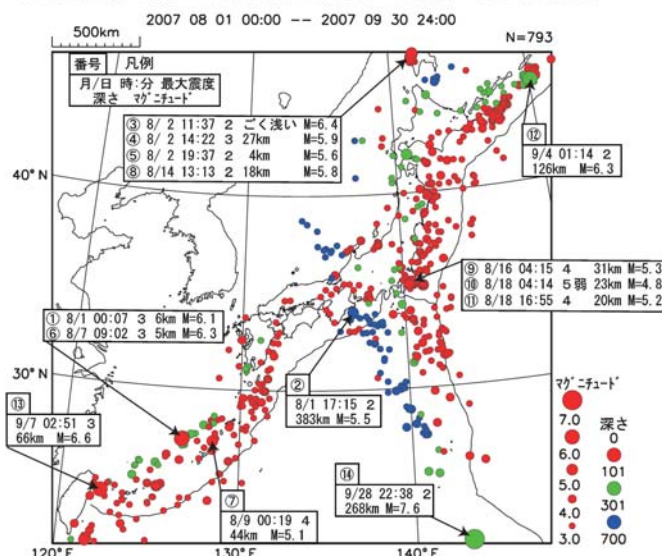 2007 08 01 00:00 -- 2007 09 30 24:00
500km
N=793
番号 凡例
月/日 時:分 最大震度
深さ マグニチュード
③ 8/ 2 11:37 2 ごく浅い M=6.4
④ 8/ 2 14:22 3 27km M=5.9
⑤ 8/ 2 19:37 2 4km M=5.6
⑧ 8/14 13:13 2 18km M=5.8
⑫
9/4 01:14 2
126km M=6.3
40°N
⑨ 8/16 04:15 4 31km M=5.3
⑩ 8/18 04:14 5弱 23km M=4.8
⑪ 8/18 16:55 4 20km M=5.2
① 8/1 00:07 3 6km M=6.1
⑥ 8/7 09:02 3 5km M=6.3
30°N
②
8/1 17:15 2
383km M=5.5
⑬
9/7 02:51 3
66km M=6.6
⑦
8/9 00:19 4
44km M=5.1
⑭
9/28 22:38 2
268km M=7.6
マグニチュード
7.0
6.0
5.0
4.0
3.0
深さ
0
101
301
700
120°E
130°E
140°E